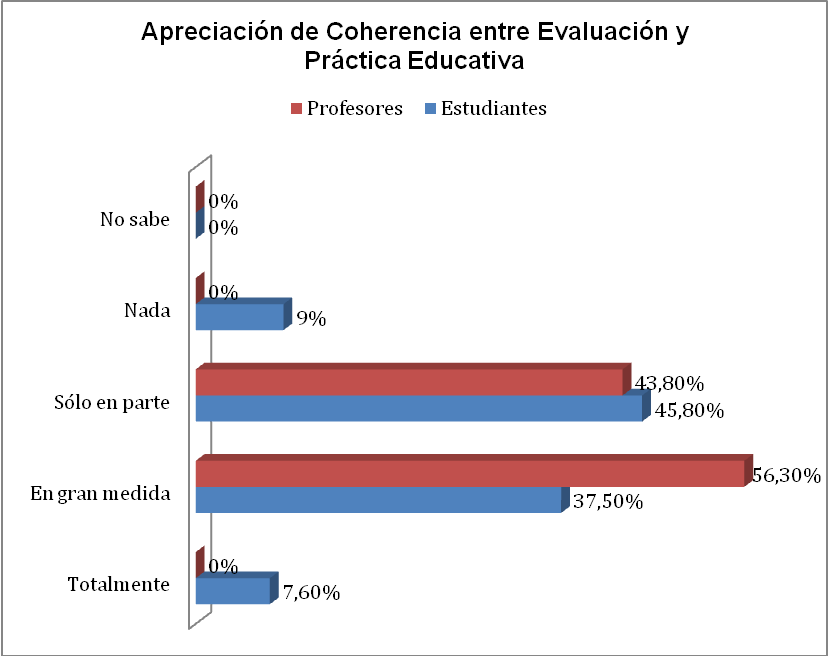 Apreciación de Coherencia entre Evaluación y
Práctica Educativa
Profesores Estudiantes
No sabe
0%
0%
Nada
0%
9%
Sólo en parte
43,80%
45,80%
En gran medida
56,30%
37,50%
Totalmente
0%
7,60%